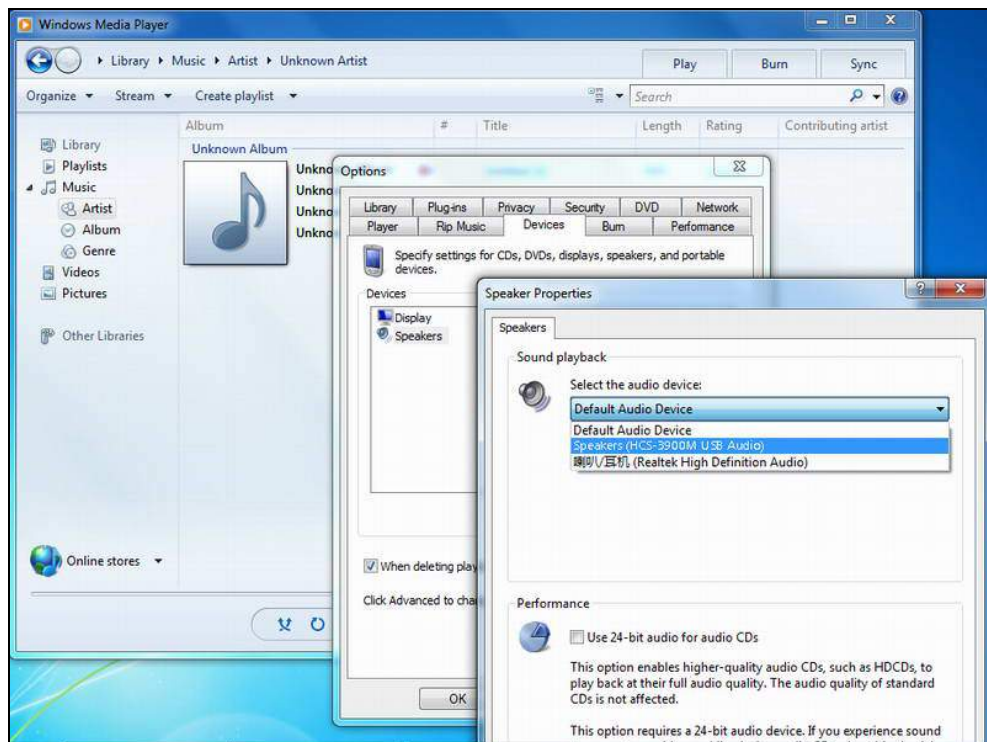 Windows Media Player
Library Music Artist Unknown Artist
Play Burn Sync
Organize Stream Create playlist Search
Album # Title Length Rating Contributing artist
Library
Playlists
Music
Artist
Album
Genre
Videos
Pictures
Other Libraries
Online stores
Unknown Album
Unkno
Unkno
Unkno
Unkno
Options
Library Plug-ins Privacy Security DVD Network
Player Rip Music Devices Burn Performance
Specify settings for CDs, DVDs, displays, speakers, and portable
devices.
Devices
Display
Speakers
When deleting play
Click Advanced to cha
OK
Speaker Properties
Speakers
Sound playback
Select the audio device:
Default Audio Device
Default Audio Device
Speakers (HCS-3900M USB Audio)
喇叭/耳机 (Realtek High Definition Audio)
Performance
Use 24-bit audio for audio CDs
This option enables higher-quality audio CDs, such as HDCDs, to
play back at their full audio quality. The audio quality of standard
CDs is not affected.
This option requires a 24-bit audio device. If you experience sound